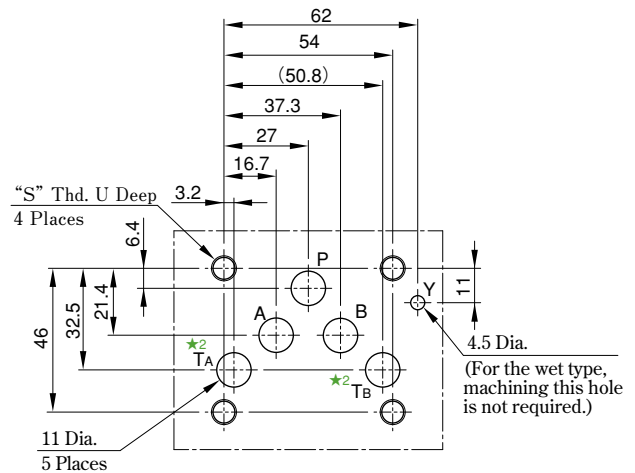 62
54
(50.8)
37.3
27
16.7
3.2
“S” Thd. U Deep
4 Places
6.4
P
11
Y
21.4
32.5
46
A
B
★2
TA
★2
TB
4.5 Dia.
(For the wet type,
machining this hole
is not required.)
11 Dia.
5 Places